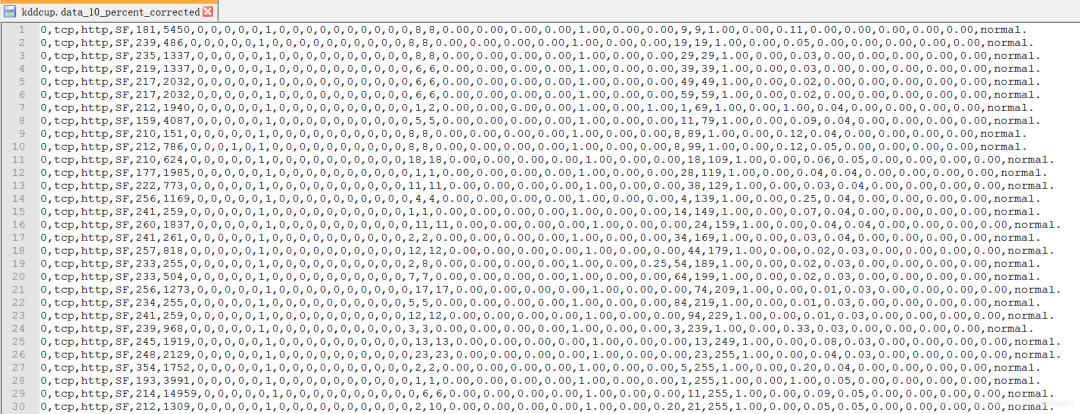 kddcup.data_10_percent_corrected
1 0,tcp,http,SF,181,5450,0,0,0,0,0,1,0,0,0,0,0,0,0,0,0,0,8,8,0.00,0.00,0.00,0.00,1.00,0.00,0.00,9,9,1.00,0.00,0.11,0.00,0.00,0.00,0.00,0.00,normal.
2 0,tcp,http,SF,239,486,0,0,0,0,0,1,0,0,0,0,0,0,0,0,0,0,8,8,0.00,0.00,0.00,0.00,1.00,0.00,0.00,19,19,1.00,0.00,0.05,0.00,0.00,0.00,0.00,0.00,normal.
3 0,tcp,http,SF,235,1337,0,0,0,0,0,1,0,0,0,0,0,0,0,0,0,0,8,8,0.00,0.00,0.00,0.00,1.00,0.00,0.00,29,29,1.00,0.00,0.03,0.00,0.00,0.00,0.00,0.00,normal.
4 0,tcp,http,SF,219,1337,0,0,0,0,0,1,0,0,0,0,0,0,0,0,0,0,6,6,0.00,0.00,0.00,0.00,1.00,0.00,0.00,39,39,1.00,0.00,0.03,0.00,0.00,0.00,0.00,0.00,normal.
5 0,tcp,http,SF,217,2032,0,0,0,0,0,1,0,0,0,0,0,0,0,0,0,0,6,6,0.00,0.00,0.00,0.00,1.00,0.00,0.00,49,49,1.00,0.00,0.02,0.00,0.00,0.00,0.00,0.00,normal.
6 0,tcp,http,SF,217,2032,0,0,0,0,0,1,0,0,0,0,0,0,0,0,0,0,6,6,0.00,0.00,0.00,0.00,1.00,0.00,0.00,59,59,1.00,0.00,0.02,0.00,0.00,0.00,0.00,0.00,normal.
7 0,tcp,http,SF,212,1940,0,0,0,0,0,1,0,0,0,0,0,0,0,0,0,0,1,2,0.00,0.00,0.00,0.00,1.00,0.00,1.00,1,69,1.00,0.00,1.00,0.04,0.00,0.00,0.00,0.00,normal.
8 0,tcp,http,SF,159,4087,0,0,0,0,0,1,0,0,0,0,0,0,0,0,0,0,5,5,0.00,0.00,0.00,0.00,1.00,0.00,0.00,11,79,1.00,0.00,0.09,0.04,0.00,0.00,0.00,0.00,normal.
9 0,tcp,http,SF,210,151,0,0,0,0,0,1,0,0,0,0,0,0,0,0,0,0,8,8,0.00,0.00,0.00,0.00,1.00,0.00,0.00,8,89,1.00,0.00,0.12,0.04,0.00,0.00,0.00,0.00,normal.
10 0,tcp,http,SF,212,786,0,0,0,1,0,1,0,0,0,0,0,0,0,0,0,0,8,8,0.00,0.00,0.00,0.00,1.00,0.00,0.00,8,99,1.00,0.00,0.12,0.05,0.00,0.00,0.00,0.00,normal.
11 0,tcp,http,SF,210,624,0,0,0,0,0,1,0,0,0,0,0,0,0,0,0,0,18,18,0.00,0.00,0.00,0.00,1.00,0.00,0.00,18,109,1.00,0.00,0.06,0.05,0.00,0.00,0.00,0.00,normal.
12 0,tcp,http,SF,177,1985,0,0,0,0,0,1,0,0,0,0,0,0,0,0,0,0,1,1,0.00,0.00,0.00,0.00,1.00,0.00,0.00,28,119,1.00,0.00,0.04,0.04,0.00,0.00,0.00,0.00,normal.
13 0,tcp,http,SF,222,773,0,0,0,0,0,1,0,0,0,0,0,0,0,0,0,0,11,11,0.00,0.00,0.00,0.00,1.00,0.00,0.00,38,129,1.00,0.00,0.03,0.04,0.00,0.00,0.00,0.00,normal.
14 0,tcp,http,SF,256,1169,0,0,0,0,0,1,0,0,0,0,0,0,0,0,0,0,4,4,0.00,0.00,0.00,0.00,1.00,0.00,0.00,4,139,1.00,0.00,0.25,0.04,0.00,0.00,0.00,0.00,normal.
15 0,tcp,http,SF,241,259,0,0,0,0,0,1,0,0,0,0,0,0,0,0,0,0,1,1,0.00,0.00,0.00,0.00,1.00,0.00,0.00,14,149,1.00,0.00,0.07,0.04,0.00,0.00,0.00,0.00,normal.
16 0,tcp,http,SF,260,1837,0,0,0,0,0,1,0,0,0,0,0,0,0,0,0,0,11,11,0.00,0.00,0.00,0.00,1.00,0.00,0.00,24,159,1.00,0.00,0.04,0.04,0.00,0.00,0.00,0.00,normal.
17 0,tcp,http,SF,241,261,0,0,0,0,0,1,0,0,0,0,0,0,0,0,0,0,2,2,0.00,0.00,0.00,0.00,1.00,0.00,0.00,34,169,1.00,0.00,0.03,0.04,0.00,0.00,0.00,0.00,normal.
18 0,tcp,http,SF,257,818,0,0,0,0,0,1,0,0,0,0,0,0,0,0,0,0,12,12,0.00,0.00,0.00,0.00,1.00,0.00,0.00,44,179,1.00,0.00,0.02,0.03,0.00,0.00,0.00,0.00,normal.
19 0,tcp,http,SF,233,255,0,0,0,0,0,1,0,0,0,0,0,0,0,0,0,0,2,8,0.00,0.00,0.00,0.00,1.00,0.00,0.25,54,189,1.00,0.00,0.02,0.03,0.00,0.00,0.00,0.00,normal.
20 0,tcp,http,SF,233,504,0,0,0,0,0,1,0,0,0,0,0,0,0,0,0,0,7,7,0.00,0.00,0.00,0.00,1.00,0.00,0.00,64,199,1.00,0.00,0.02,0.03,0.00,0.00,0.00,0.00,normal.
21 0,tcp,http,SF,256,1273,0,0,0,0,0,1,0,0,0,0,0,0,0,0,0,0,17,17,0.00,0.00,0.00,0.00,1.00,0.00,0.00,74,209,1.00,0.00,0.01,0.03,0.00,0.00,0.00,0.00,normal.
22 0,tcp,http,SF,234,255,0,0,0,0,0,1,0,0,0,0,0,0,0,0,0,0,5,5,0.00,0.00,0.00,0.00,1.00,0.00,0.00,84,219,1.00,0.00,0.01,0.03,0.00,0.00,0.00,0.00,normal.
23 0,tcp,http,SF,241,259,0,0,0,0,0,1,0,0,0,0,0,0,0,0,0,0,12,12,0.00,0.00,0.00,0.00,1.00,0.00,0.00,94,229,1.00,0.00,0.01,0.03,0.00,0.00,0.00,0.00,normal.
24 0,tcp,http,SF,239,968,0,0,0,0,0,1,0,0,0,0,0,0,0,0,0,0,3,3,0.00,0.00,0.00,0.00,1.00,0.00,0.00,3,239,1.00,0.00,0.33,0.03,0.00,0.00,0.00,0.00,normal.
25 0,tcp,http,SF,245,1919,0,0,0,0,0,1,0,0,0,0,0,0,0,0,0,0,13,13,0.00,0.00,0.00,0.00,1.00,0.00,0.00,13,249,1.00,0.00,0.08,0.03,0.00,0.00,0.00,0.00,normal.
26 0,tcp,http,SF,248,2129,0,0,0,0,0,1,0,0,0,0,0,0,0,0,0,0,23,23,0.00,0.00,0.00,0.00,1.00,0.00,0.00,23,255,1.00,0.00,0.04,0.03,0.00,0.00,0.00,0.00,normal.
27 0,tcp,http,SF,354,1752,0,0,0,0,0,1,0,0,0,0,0,0,0,0,0,0,2,2,0.00,0.00,0.00,0.00,1.00,0.00,0.00,5,255,1.00,0.00,0.20,0.04,0.00,0.00,0.00,0.00,normal.
28 0,tcp,http,SF,193,3991,0,0,0,0,0,1,0,0,0,0,0,0,0,0,0,0,1,1,0.00,0.00,0.00,0.00,1.00,0.00,0.00,1,255,1.00,0.00,1.00,0.05,0.00,0.00,0.00,0.00,normal.
29 0,tcp,http,SF,214,14959,0,0,0,0,0,1,0,0,0,0,0,0,0,0,0,0,6,6,0.00,0.00,0.00,0.00,1.00,0.00,0.00,11,255,1.00,0.00,0.09,0.05,0.00,0.00,0.00,0.00,normal.
30 0,tcp,http,SF,212,1309,0,0,0,0,0,1,0,0,0,0,0,0,0,0,0,0,2,10,0.00,0.00,0.00,0.00,1.00,0.00,0.20,21,255,1.00,0.00,0.05,0.05,0.00,0.00,0.00,0.00,normal.